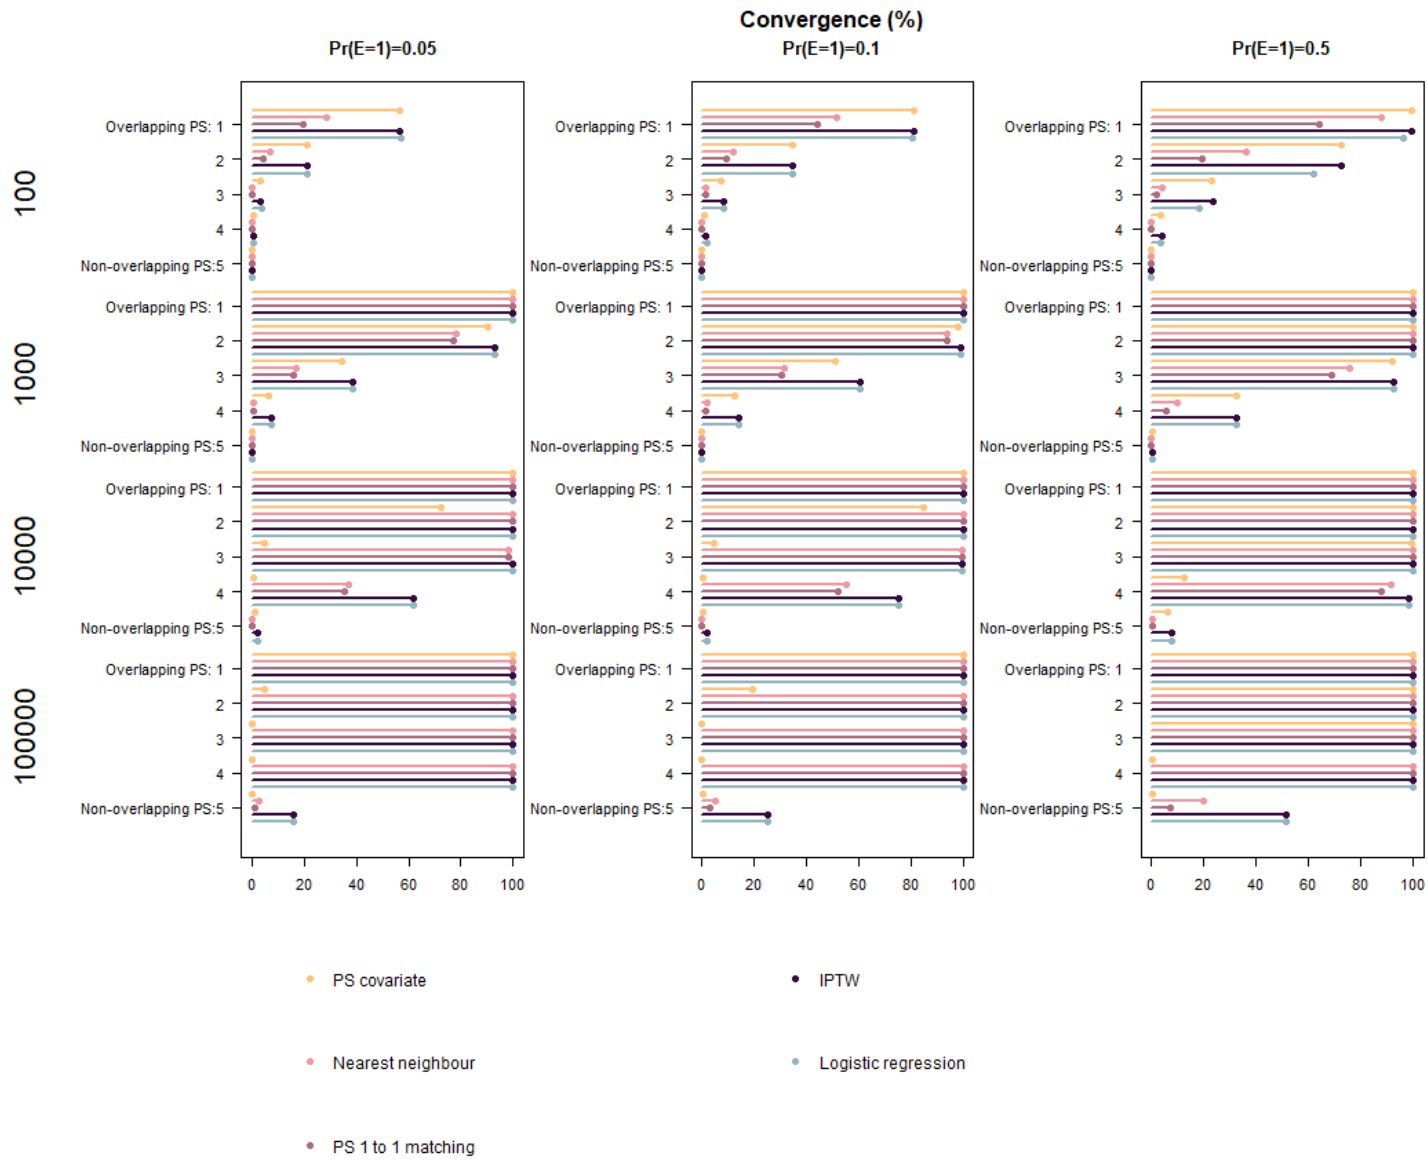 Convergence (%)
Pr(E=1)=0.05 Pr(E=1)=0.1 Pr(E=1)=0.5
100
Overlapping PS: 1 Overlapping PS: 1 Overlapping PS: 1
2 2 2
3 3 3
4 4 4
Non-overlapping PS:5 Non-overlapping PS:5 Non-overlapping PS:5
1000
Overlapping PS: 1 Overlapping PS: 1 Overlapping PS: 1
2 2 2
3 3 3
4 4 4
Non-overlapping PS:5 Non-overlapping PS:5 Non-overlapping PS:5
10000
Overlapping PS: 1 Overlapping PS: 1 Overlapping PS: 1
2 2 2
3 3 3
4 4 4
Non-overlapping PS:5 Non-overlapping PS:5 Non-overlapping PS:5
100000
Overlapping PS: 1 Overlapping PS: 1 Overlapping PS: 1
2 2 2
3 3 3
4 4 4
Non-overlapping PS:5 Non-overlapping PS:5 Non-overlapping PS:5
0 20 40 60 80 100 0 20 40 60 80 100 0 20 40 60 80 100
PS covariate IPTW
Nearest neighbour Logistic regression
PS 1 to 1 matching